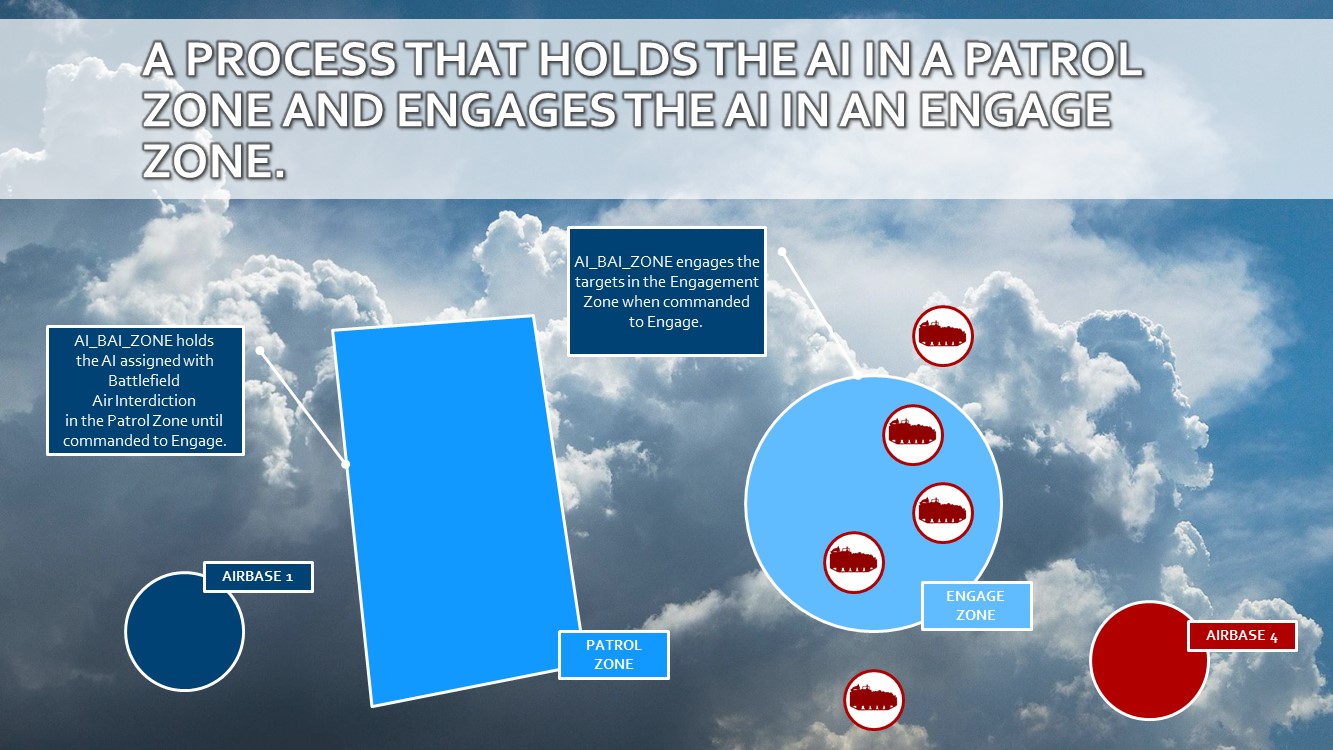 A PROCESS THAT HOLDS THE AI IN A PATROL
ZONE AND ENGAGES THE AI IN AN ENGAGE
ZONE.
AI_BAI_ZONE engages the
targets in the Engagement
Zone when commanded
to Engage.
AI_BAI_ZONE holds
the AI assigned with
Battlefield
Air Interdiction
in the Patrol Zone until
commanded to Engage.
AIRBASE 1
ENGAGE
ZONE
PATROL
ZONE
AIRBASE 4